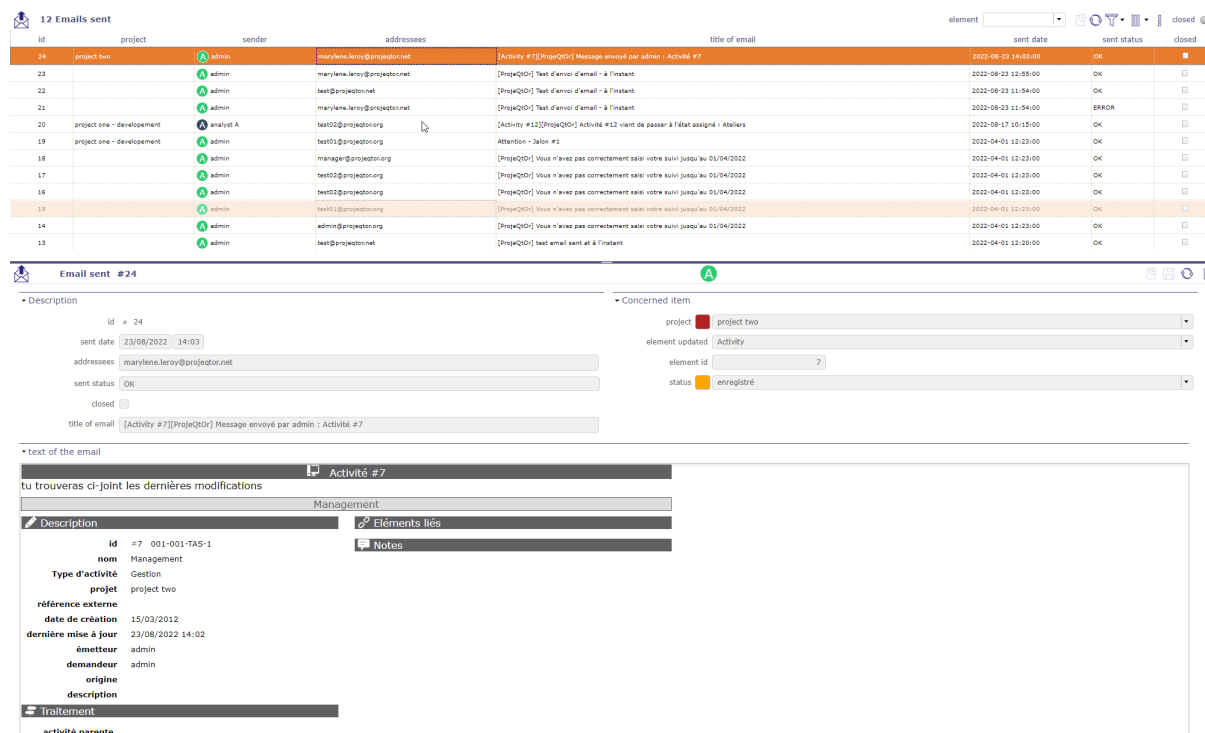 12 Emails sent element closed
id project sender addressees title of email sent date sent status closed
24 project two A admin marylene.leroy@projeqtor.net [Activity #7][ProjeQtOr] Message envoyé par admin : Activité #7 2022-08-23 14:03:00 OK
23 A admin marylene.leroy@projeqtor.net [ProjeQtOr] Test d'envoi d'email - à l'instant 2022-08-23 12:55:00 OK
22 A admin test@projeqtor.net [ProjeQtOr] Test d'envoi d'email - à l'instant 2022-08-23 11:54:00 OK
21 A admin marylene.leroy@projeqtor.net [ProjeQtOr] Test d'envoi d'email - à l'instant 2022-08-23 11:54:00 ERROR
20 project one - developement A analyst A test02@projeqtor.org [Activity #12][ProjeQtOr] Activité #12 vient de passer à l'état assigné : Ateliers 2022-08-17 10:15:00 OK
19 project one - developement A admin test01@projeqtor.org Attention - Jalon #1 2022-04-01 12:23:00 OK
18 A admin manager@projeqtor.org [ProjeQtOr] Vous n'avez pas correctement saisi votre suivi jusqu'au 01/04/2022 2022-04-01 12:23:00 OK
17 A admin test02@projeqtor.org [ProjeQtOr] Vous n'avez pas correctement saisi votre suivi jusqu'au 01/04/2022 2022-04-01 12:23:00 OK
16 A admin test02@projeqtor.org [ProjeQtOr] Vous n'avez pas correctement saisi votre suivi jusqu'au 01/04/2022 2022-04-01 12:23:00 OK
15 A admin test01@projeqtor.org [ProjeQtOr] Vous n'avez pas correctement saisi votre suivi jusqu'au 01/04/2022 2022-04-01 12:23:00 OK
14 A admin admin@projeqtor.org [ProjeQtOr] Vous n'avez pas correctement saisi votre suivi jusqu'au 01/04/2022 2022-04-01 12:23:00 OK
13 A admin test@projeqtor.net [ProjeQtOr] test email sent at à l'instant 2022-04-01 12:20:00 OK
Email sent #24 A
Description
id # 24
sent date 23/08/2022 14:03
addressees marylene.leroy@projeqtor.net
sent status OK
closed
title of email [Activity #7][ProjeQtOr] Message envoyé par admin : Activité #7
Concerned item
project project two
element updated Activity
element id 7
status enregistré
text of the email
Activité #7
tu trouveras ci-joint les dernières modifications
Management
Description
id #7 001-001-TAS-1
nom Management
Type d'activité Gestion
projet project two
référence externe
date de création 15/03/2012
dernière mise à jour 23/08/2022 14:02
émetteur admin
demandeur admin
origine
description
Traitement
activité parente
Eléments liés
Notes